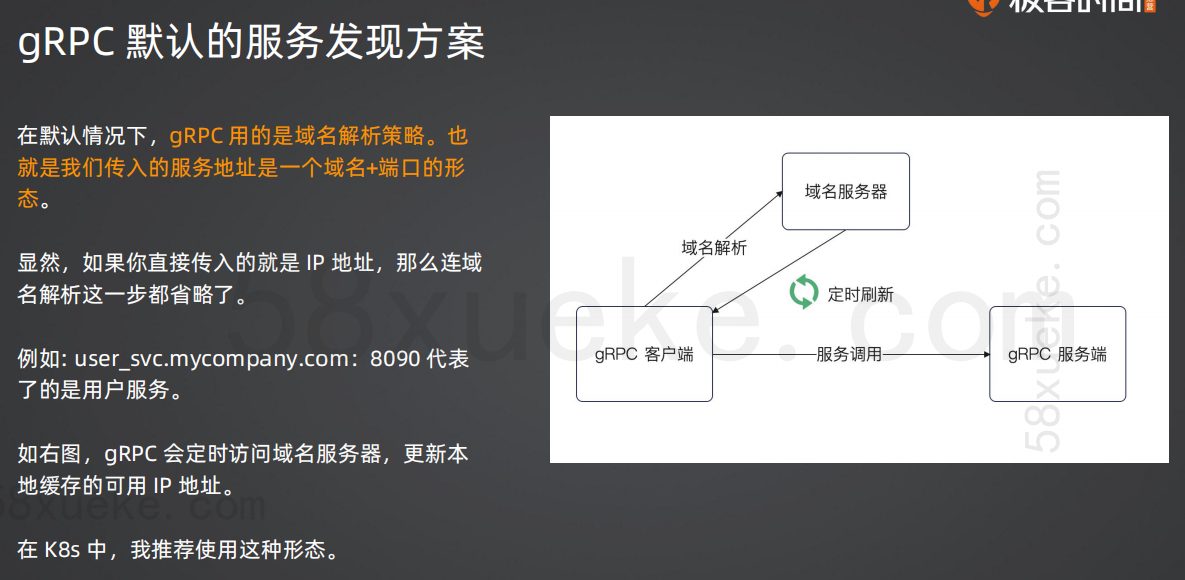 极客时间
gRPC 默认的服务发现方案
在默认情况下，gRPC 用的是域名解析策略。也
就是我们传入的服务地址是一个域名+端口的形
态。
显然，如果你直接传入的就是 IP 地址，那么连域
名解析这一步都省略了。
例如: user_svc.mycompany.com：8090 代表
了的是用户服务。
如右图，gRPC 会定时访问域名服务器，更新本
地缓存的可用 IP 地址。
在 K8s 中，我推荐使用这种形态。
域名服务器
域名解析
定时刷新
gRPC 客户端
服务调用
gRPC 服务端
58xueke.com
58xueke.com
58xueke.com